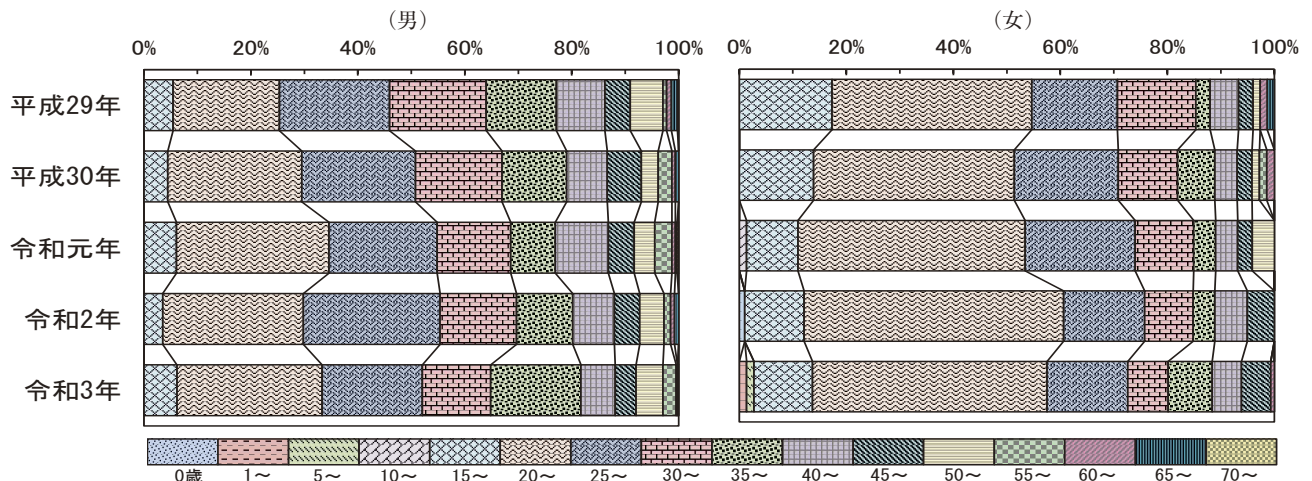 （男） （女）
0% 20% 40% 60% 80% 100% 0% 20% 40% 60% 80% 100%
平成29年
平成30年
令和元年
令和2年
令和3年
0歳 1～ 5～ 10～ 15～ 20～ 25～ 30～ 35～ 40～ 45～ 50～ 55～ 60～ 65～ 70～